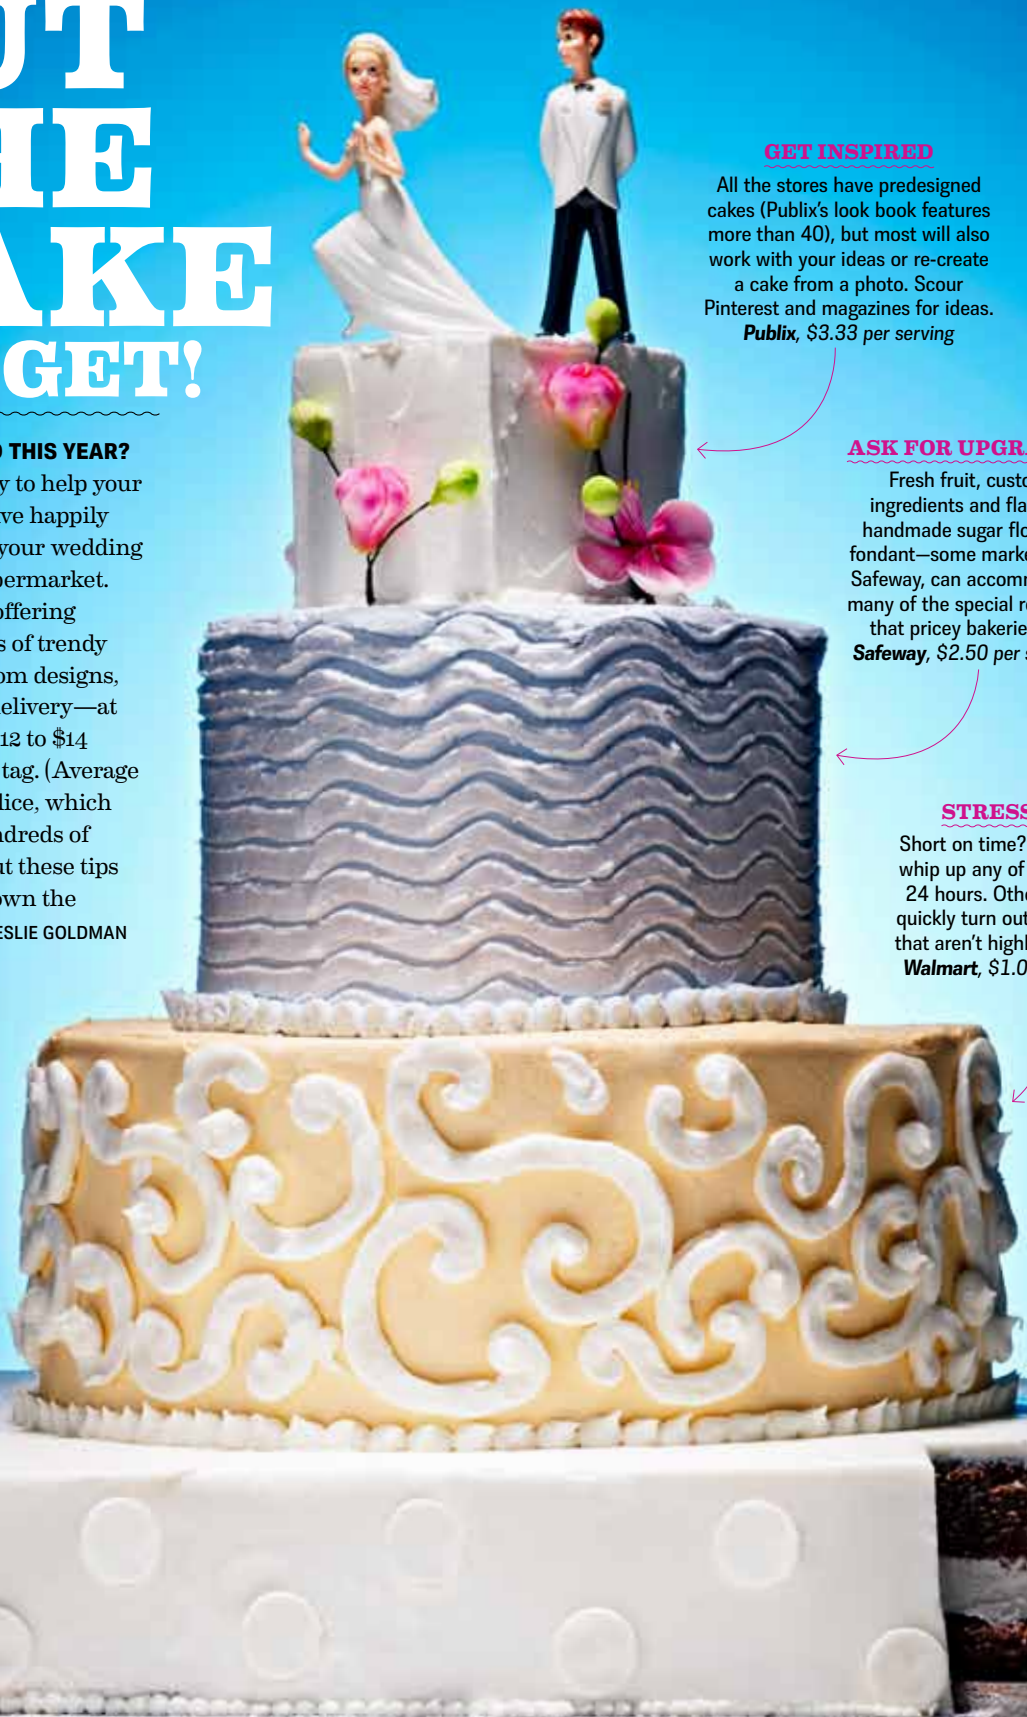 UT
HE
AKE
GET!
THIS YEAR?
y to help your
ve happily
your wedding
permarket.
offering
s of trendy
om designs,
elivery—at
12 to $14
tag. (Average
lice, which
ndreds of
ut these tips
own the
ESLIE GOLDMAN
GET INSPIRED
All the stores have predesigned
cakes (Publix’s look book features
more than 40), but most will also
work with your ideas or re-create
a cake from a photo. Scour
Pinterest and magazines for ideas.
Publix, $3.33 per serving
ASK FOR UPGR
Fresh fruit, custo
ingredients and fla
handmade sugar flo
fondant—some marke
Safeway, can accomm
many of the special r
that pricey bakerie
Safeway, $2.50 per s
STRESS
Short on time?
whip up any of
24 hours. Othe
quickly turn out
that aren’t highl
Walmart, $1.0